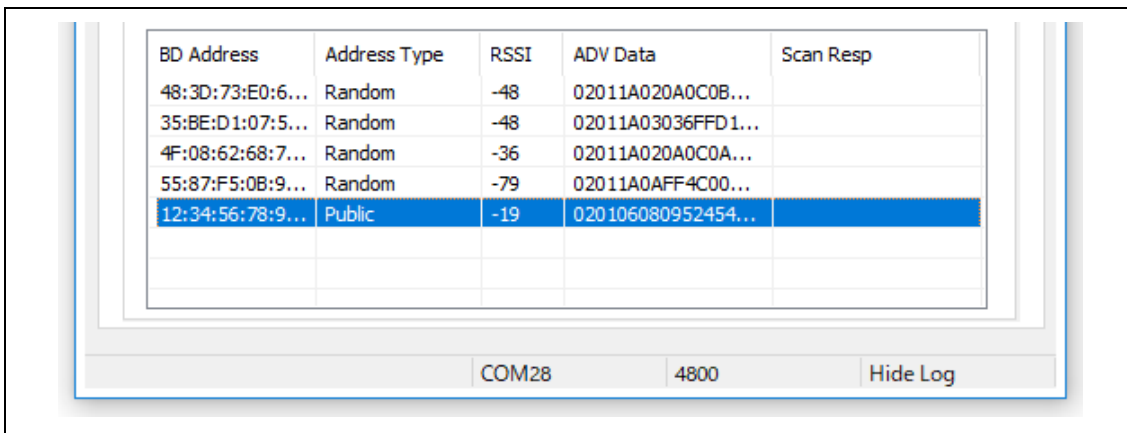 BD Address Address Type RSSI ADV Data Scan Resp
48:3D:73:E0:6... Random -48 02011A020A0C0B...
35:BE:D1:07:5... Random -48 02011A03036FFD1...
4F:08:62:68:7... Random -36 02011A020A0C0A...
55:87:F5:0B:9... Random -79 02011A0AFF4C00...
12:34:56:78:9... Public -19 020106080952454...
COM28 4800 Hide Log